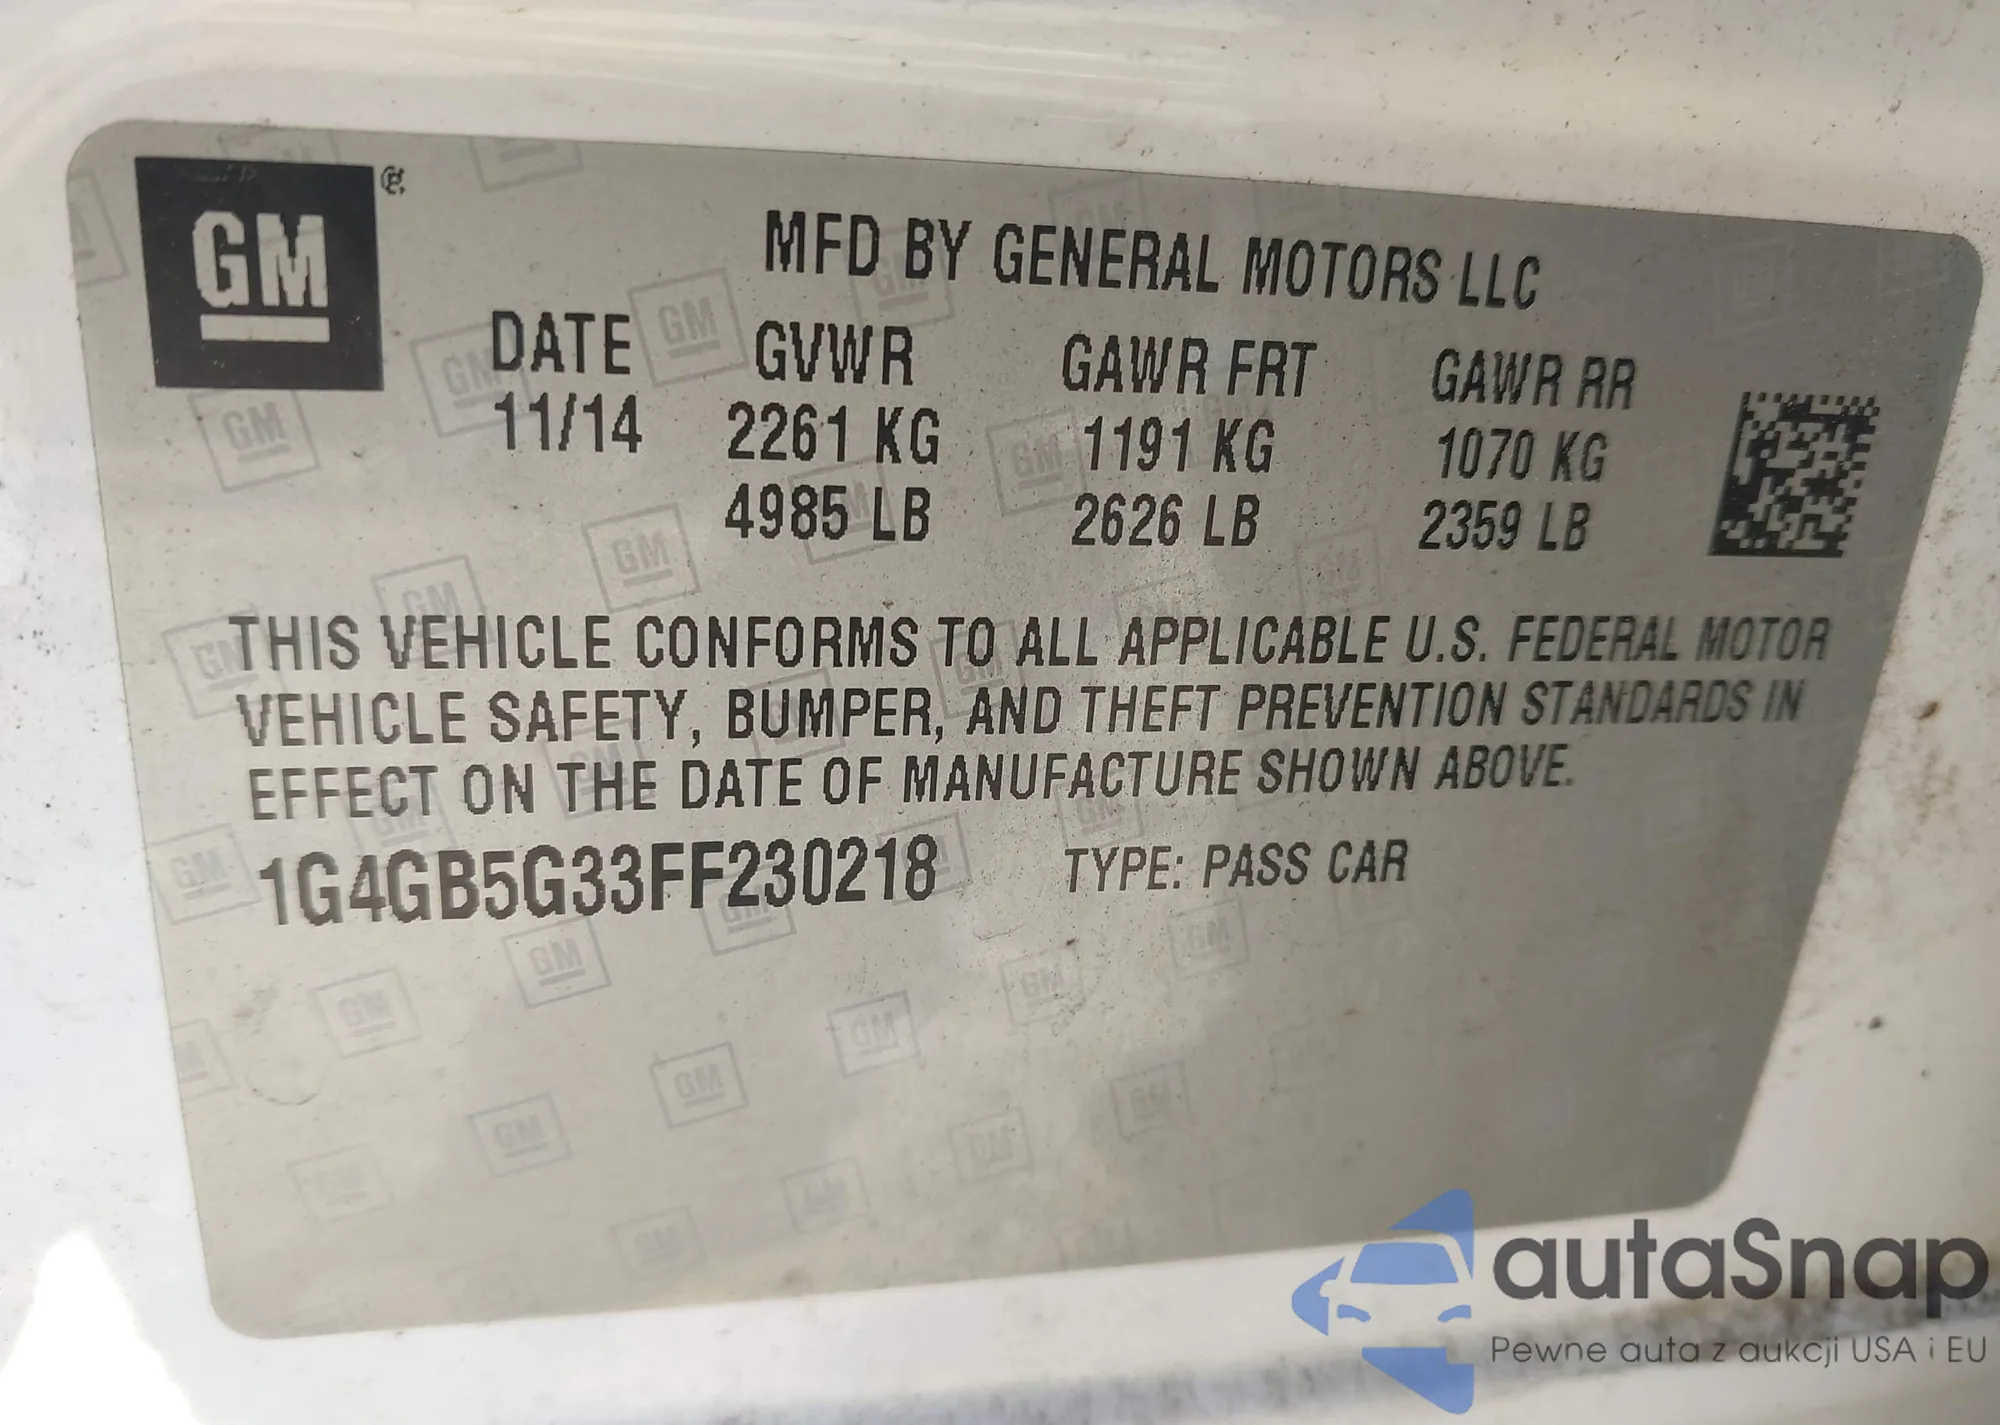 GM
MFD BY GENERAL MOTORS LLC
DATE GVWR GAWR FRT GAWR RR
11/14 2261 KG 1191 KG 1070 KG
4985 LB 2626 LB 2359 LB
THIS VEHICLE CONFORMS TO ALL APPLICABLE U.S. FEDERAL MOTOR
VEHICLE SAFETY, BUMPER, AND THEFT PREVENTION STANDARDS IN
EFFECT ON THE DATE OF MANUFACTURE SHOWN ABOVE.
1G4GB5G33FF230218 TYPE: PASS CAR
autaSnap
Pewne auta z aukcji USA i EU